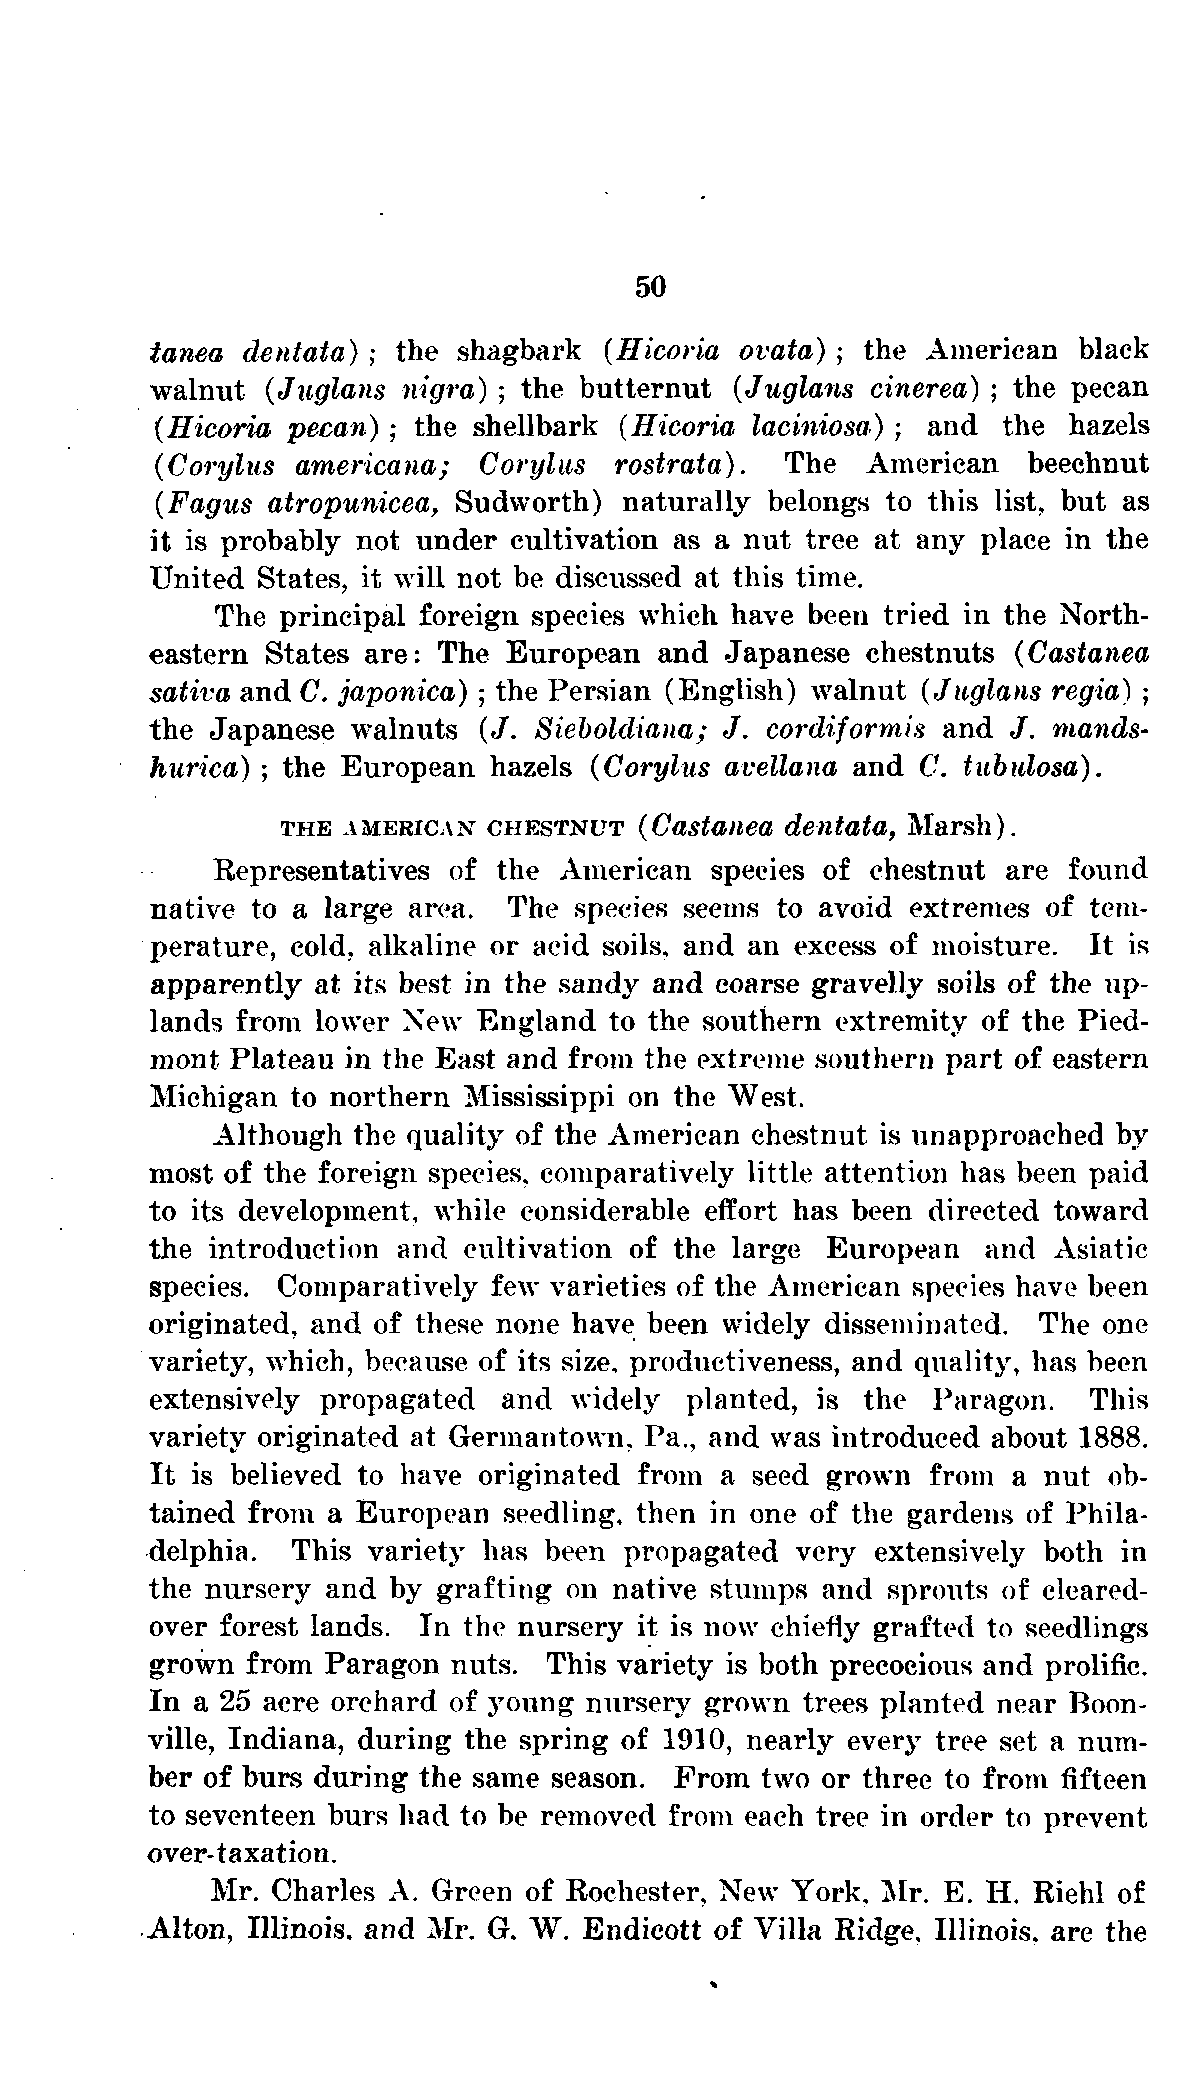 50
tanea dentata) ; the shagbark (Hicoria ovata) ; the American black
walnut (Juglans nigra) ; the butternut (Juglans cinerea) ; the pecan
(Hicoria pecan) ; the shellbark (Hicoria laciniosa) ; and the hazels
(Corylus americana; Corylus rostrata). The American beechnut
(Fagus atropunicea, Sudworth) naturally belongs to this list, but as
it is probably not under cultivation as a nut tree at any place in the
United States, it will not be discussed at this time.
The principal foreign species which have been tried in the North-
eastern States are: The European and Japanese chestnuts (Castanea
sativa and C. japonica) ; the Persian (English) walnut (Juglans regia) ;
the Japanese walnuts (J. Sieboldiana; J. cordiformis and J. mands-
hurica) ; the European hazels (Corylus avellana and C. tubulosa).
THE AMERICAN CHESTNUT (Castanea dentata, Marsh).
Representatives of the American species of chestnut are found
native to a large area. The species seems to avoid extremes of tem-
perature, cold, alkaline or acid soils, and an excess of moisture. It is
apparently at its best in the sandy and coarse gravelly soils of the up-
lands from lower New England to the southern extremity of the Pied-
mont Plateau in the East and from the extreme southern part of eastern
Michigan to northern Mississippi on the West.
Although the quality of the American chestnut is unapproached by
most of the foreign species, comparatively little attention has been paid
to its development, while considerable effort has been directed toward
the introduction and cultivation of the large European and Asiatic
species. Comparatively few varieties of the American species have been
originated, and of these none have been widely disseminated. The one
variety, which, because of its size, productiveness, and quality, has been
extensively propagated and widely planted, is the Paragon. This
variety originated at Germantown, Pa., and was introduced about 1888.
It is believed to have originated from a seed grown from a nut ob-
tained from a European seedling, then in one of the gardens of Phila-
delphia. This variety has been propagated very extensively both in
the nursery and by grafting on native stumps and sprouts of cleared-
over forest lands. In the nursery it is now chiefly grafted to seedlings
grown from Paragon nuts. This variety is both precocious and prolific.
In a 25 acre orchard of young nursery grown trees planted near Boon-
ville, Indiana, during the spring of 1910, nearly every tree set a num-
ber of burs during the same season. From two or three to from fifteen
to seventeen burs had to be removed from each tree in order to prevent
over-taxation.
Mr. Charles A. Green of Rochester, New York, Mr. E. H. Riehl of
Alton, Illinois, and Mr. G. W. Endicott of Villa Ridge, Illinois, are the